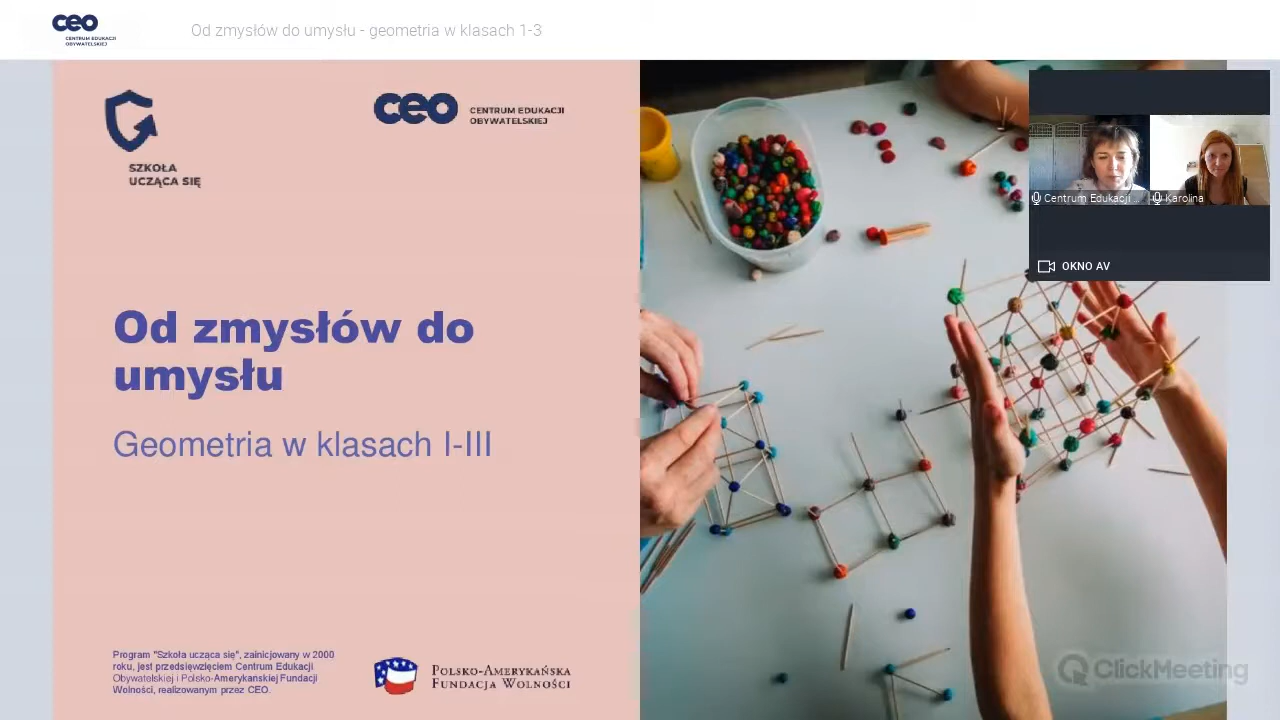 ceo
CENTRUM EDUKACJI
OBYWATELSKIEJ
Od zmysłów do umysłu - geometria w klasach 1-3
SZKOŁA
UCZĄCA SIĘ
ceo
CENTRUM EDUKACJI
OBYWATELSKIEJ
Centrum Edukacji ...
Karolina
OKNO AV
Od zmysłów do
umysłu
Geometria w klasach I-III
Program "Szkoła ucząca się", zainicjowany w 2000
roku, jest przedsięwzięciem Centrum Edukacji
Obywatelskiej i Polsko-Amerykanskiej Fundacji
Wolności, realizowanym przez CEO.
POLSKO-AMERYKAŃSKA
FUNDACJA WOLNOŚCI
ClickMeeting